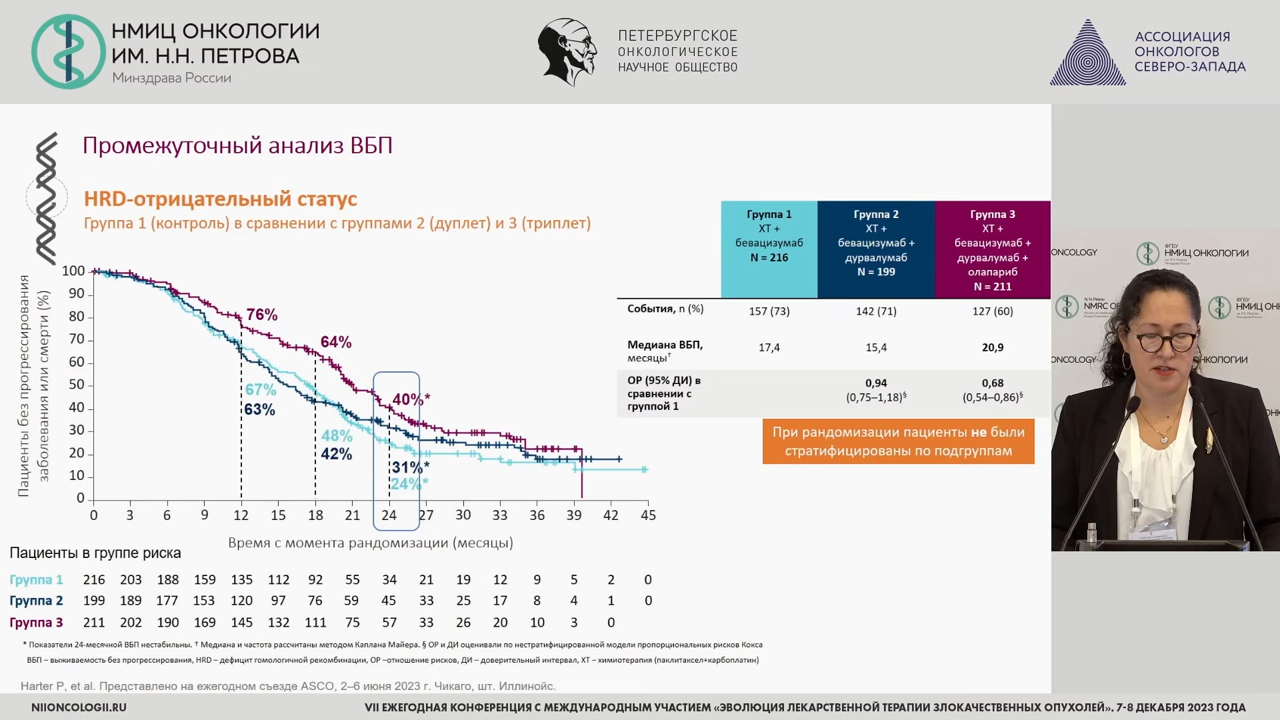 НМИЦ ОНКОЛОГИИ
ИМ. Н.Н. ПЕТРОВА
Минздрава России
ПЕТЕРБУРГСКОЕ
ОНКОЛОГИЧЕСКОЕ
НАУЧНОЕ ОБЩЕСТВО
АССОЦИАЦИЯ
ОНКОЛОГОВ
СЕВЕРО-ЗАПАДА
Промежуточный анализ ВБП
HRD-отрицательный статус
Группа 1 (контроль) в сравнении с группами 2 (дуплет) и 3 (триплет)
Пациенты без прогрессирования
заболевания или смерти (%)
100
90
80
70
60
50
40
30
20
10
0
76%
64%
67%
63%
48%
42%
40%*
31%*
24%*
0 3 6 9 12 15 18 21 24 27 30 33 36 39 42 45
Время с момента рандомизации (месяцы)
Группа 1
ХТ +
бевацизумаб
N = 216
Группа 2
ХТ +
бевацизумаб +
дурвалумаб
N = 199
Группа 3
ХТ +
бевацизумаб +
дурвалумаб +
олапариб
N = 211
События, n (%) 157 (73) 142 (71) 127 (60)
Медиана ВБП,
месяцы† 17,4 15,4 20,9
ОР (95% ДИ) в
сравнении с
группой 1
0,94
(0,75–1,18)§
0,68
(0,54–0,86)§
При рандомизации пациенты не были
стратифицированы по подгруппам
Пациенты в группе риска
Группа 1 216 203 188 159 135 112 92 55 34 21 19 12 9 5 2 0
Группа 2 199 189 177 153 120 97 76 59 45 33 25 17 8 4 1 0
Группа 3 211 202 190 169 145 132 111 75 57 33 26 20 10 3 0
* Показатели 24-месячной ВБП нестабильны. † Медиана и частота рассчитаны методом Каплана Майера. § ОР и ДИ оценивали по нестратифицированной модели пропорциональных рисков Кокса
ВБП – выживаемость без прогрессирования, HRD – дефицит гомологичной рекомбинации, ОР –отношение рисков, ДИ – доверительный интервал, ХТ – химиотерапия (паклитаксел+карбоплатин)
Harter P, et al. Представлено на ежегодном съезде ASCO, 2–6 июня 2023 г. Чикаго, шт. Иллинойс.
ONCOLOGY
ФГБУ
НМИЦ ОНКОЛОГИИ
NMRC
ФГБУ
НМИЦ ОНК
ONCOLOGY
NIIONCOLOGII.RU
VII ЕЖЕГОДНАЯ КОНФЕРЕНЦИЯ С МЕЖДУНАРОДНЫМ УЧАСТИЕМ «ЭВОЛЮЦИЯ ЛЕКАРСТВЕННОЙ ТЕРАПИИ ЗЛОКАЧЕСТВЕННЫХ ОПУХОЛЕЙ». 7-8 ДЕКАБРЯ 2023 ГОДА